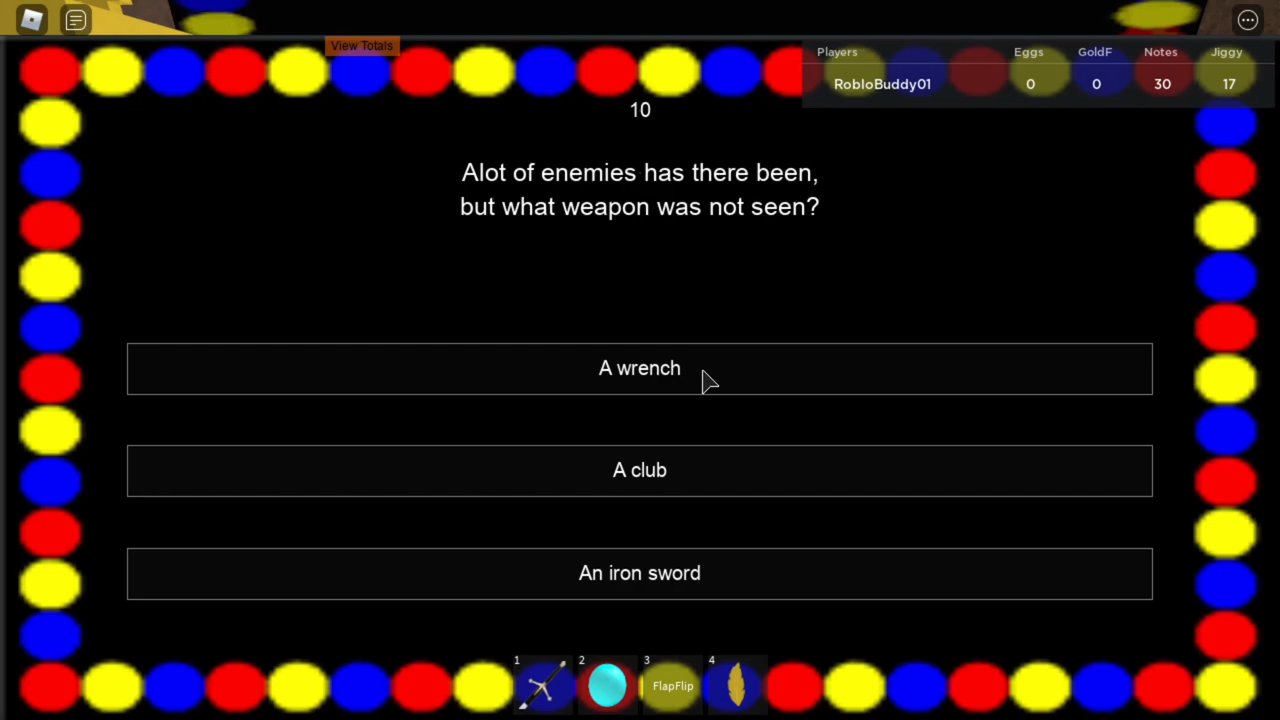 View Totals
Players Eggs GoldF Notes Jiggy
RobloBuddy01 0 0 30 17
10
Alot of enemies has there been,
but what weapon was not seen?
A wrench
A club
An iron sword
1 2 3 4
FlapFlip